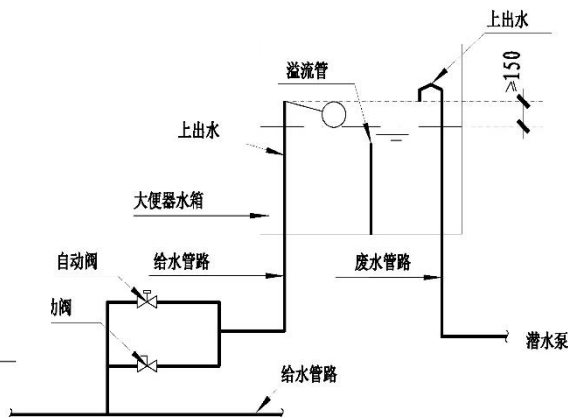 上出水
≥150
溢流管
上出水
大便器水箱
自动阀
给水管路
废水管路
动阀
潜水泵
给水管路